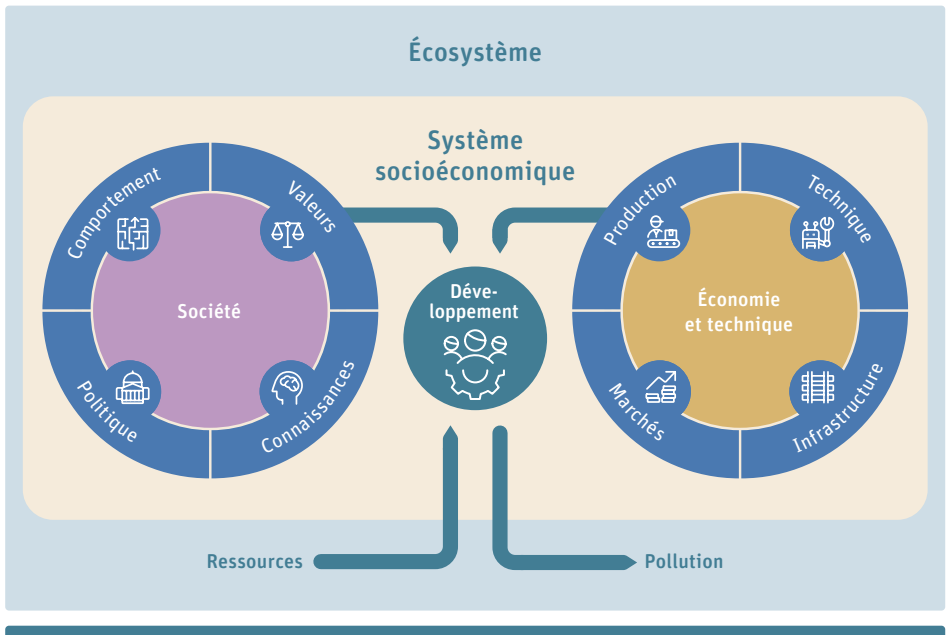 Écosystème
Système
socioéconomique
Comportement
Valeurs
Société
Politique
Connaissances
Déve-
loppement
Production
Technique
Économie
et technique
Marchés
Infrastructure
Ressources
Pollution